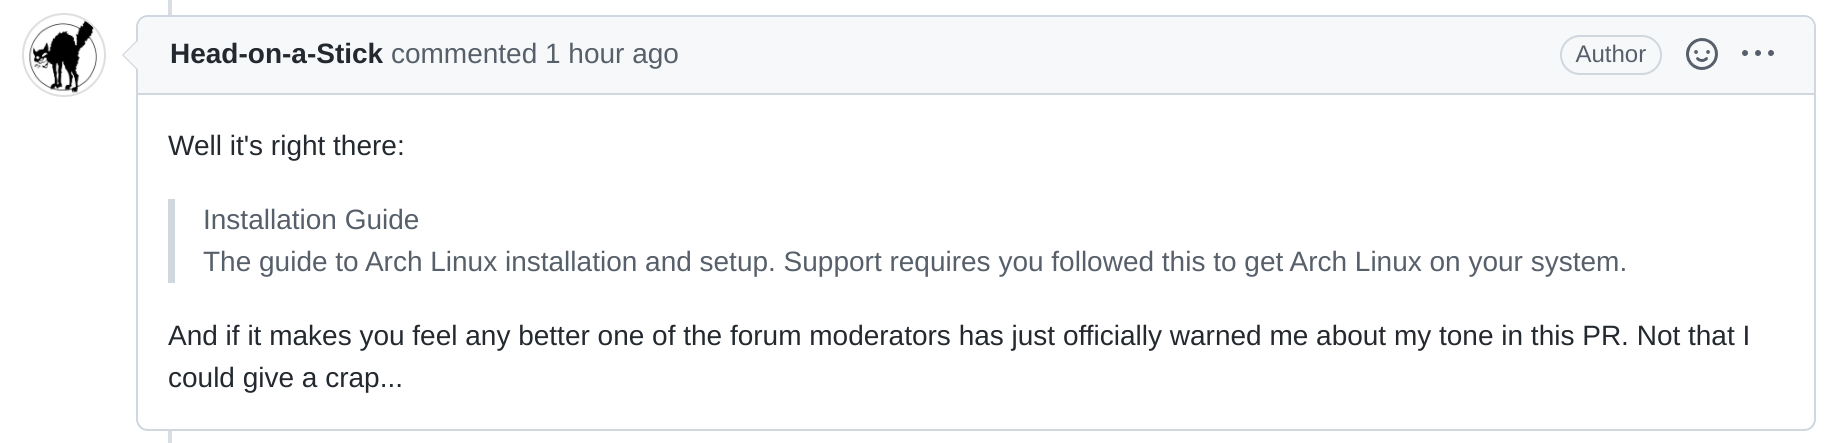 Head-on-a-Stick commented 1 hour ago Author
Well it's right there:
Installation Guide
The guide to Arch Linux installation and setup. Support requires you followed this to get Arch Linux on your system.
And if it makes you feel any better one of the forum moderators has just officially warned me about my tone in this PR. Not that I
could give a crap...